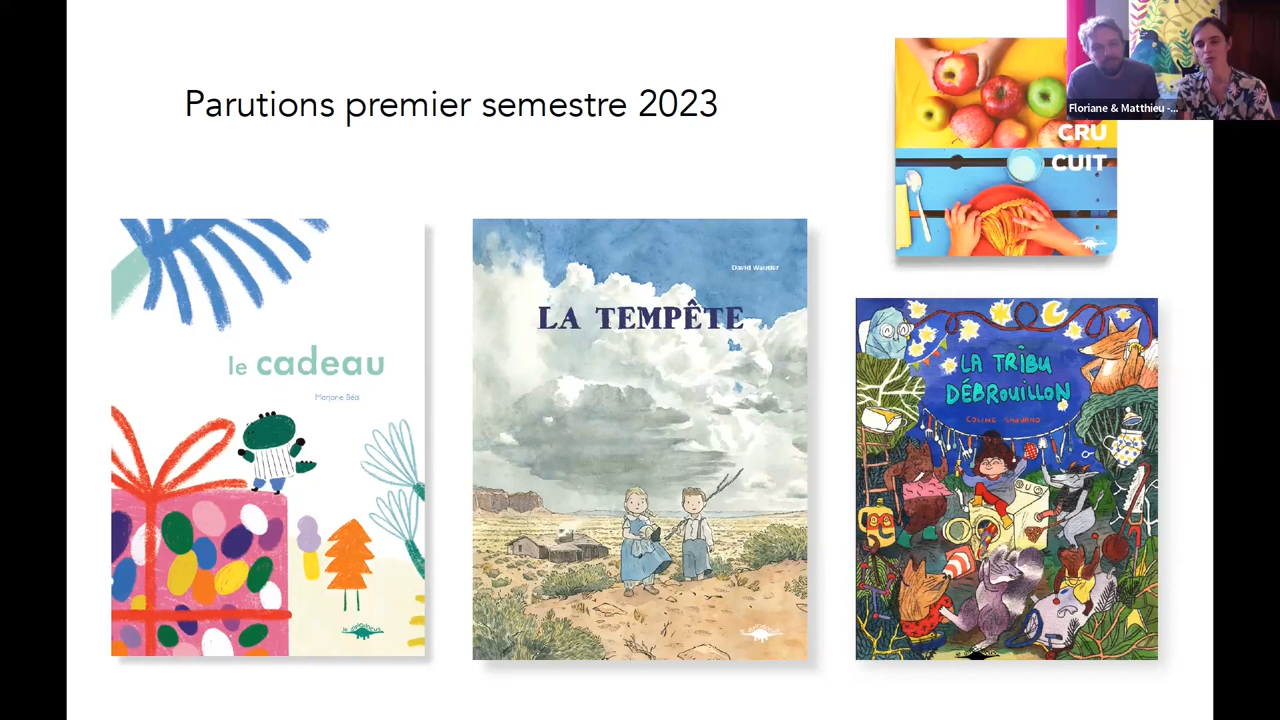 Parutions premier semestre 2023
Floriane & Matthieu -...
CRU
CUIT
le cadeau
Marjorie Béal
David Wautier
LA TEMPÊTE
LA TRIBU
DÉBROUILLON